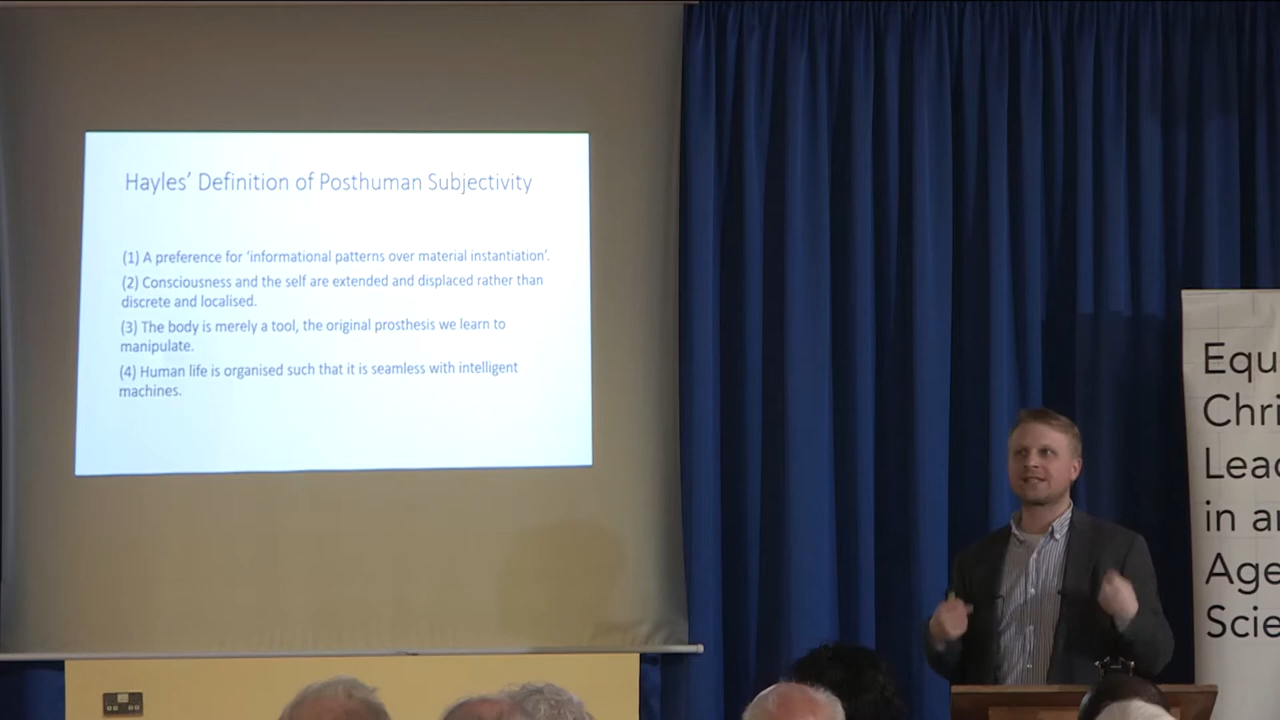 Hayles’ Definition of Posthuman Subjectivity
(1) A preference for ‘informational patterns over material instantiation’.
(2) Consciousness and the self are extended and displaced rather than
discrete and localised.
(3) The body is merely a tool, the original prosthesis we learn to
manipulate.
(4) Human life is organised such that it is seamless with intelligent
machines.
Equ
Chri
Lead
in a
Age
Scie